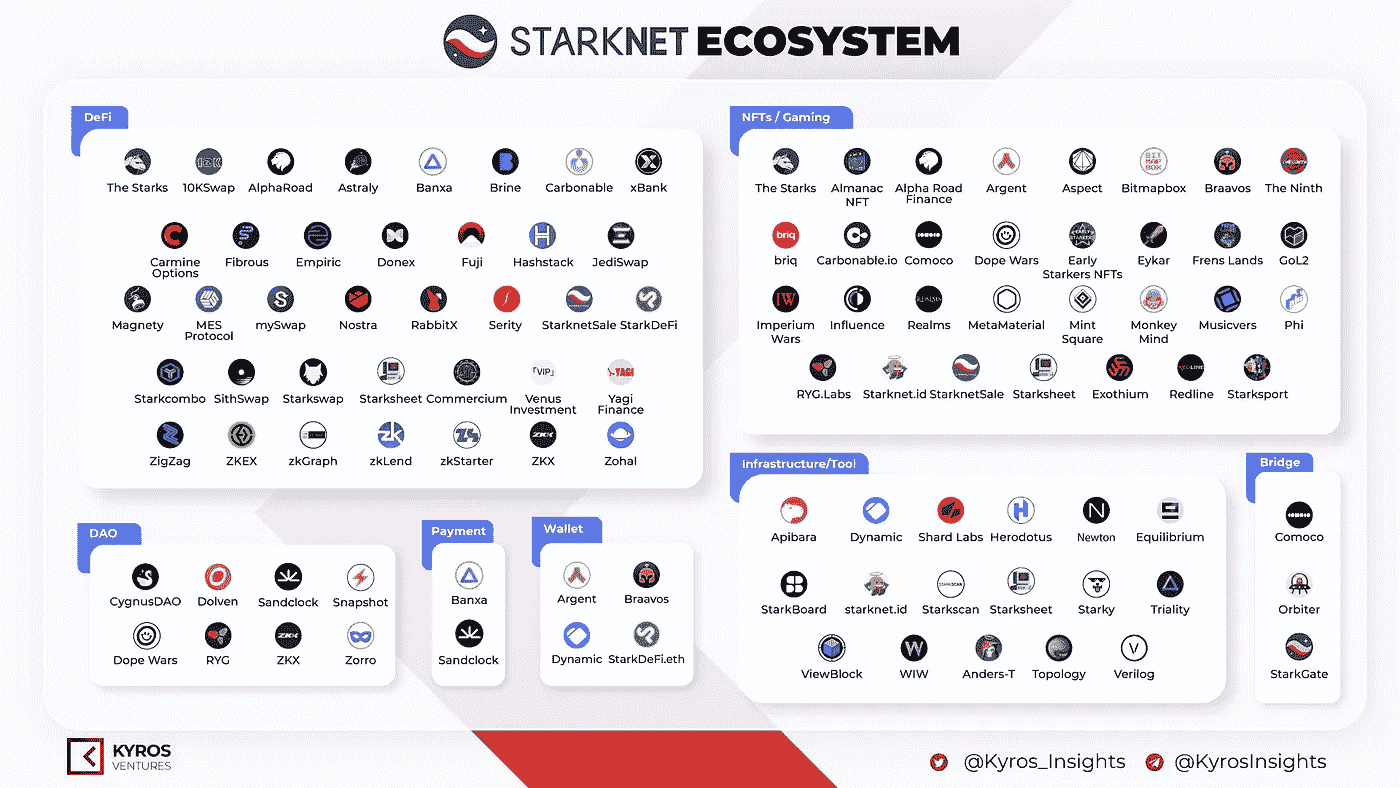 STARKNET ECOSYSTEM
DeFi
The Starks 10KSwap AlphaRoad Astraly Banxa Brine Carbonable xBank
Carmine Options Fibrous Empiric Donex Fuji Hashstack JediSwap
Magnety MES Protocol mySwap Nostra RabbitX Serity StarknetSale StarkDeFi
Starkcombo SithSwap Starkswap Starksheet Commercium Venus Investment Yagi Finance
ZigZag ZKEX zkGraph zkLend zkStarter ZKX Zohal
NFTs / Gaming
The Starks Almanac NFT Alpha Road Finance Argent Aspect Bitmapbox Braavos The Ninth
briq Carbonable.io Comoco Dope Wars Early Starkers NFTs Eykar Frens Lands GoL2
Imperium Wars Influence Realms MetaMaterial Mint Square Monkey Mind Musicvers Phi
RYG.Labs Starknet.id StarknetSale Starksheet Exothium Redline Starksport
DAO
CygnusDAO Dolven Sandclock Snapshot
Dope Wars RYG ZKX Zorro
Payment
Banxa
Sandclock
Wallet
Argent Braavos
Dynamic StarkDeFi.eth
Infrastructure/Tool
Apibara Dynamic Shard Labs Herodotus Newton Equilibrium
StarkBoard starknet.id Starkscan Starksheet Starky Triality
ViewBlock WIW Anders-T Topology Verilog
Bridge
Comoco
Orbiter
StarkGate
KYROS
VENTURES
@Kyros_Insights @KyrosInsights